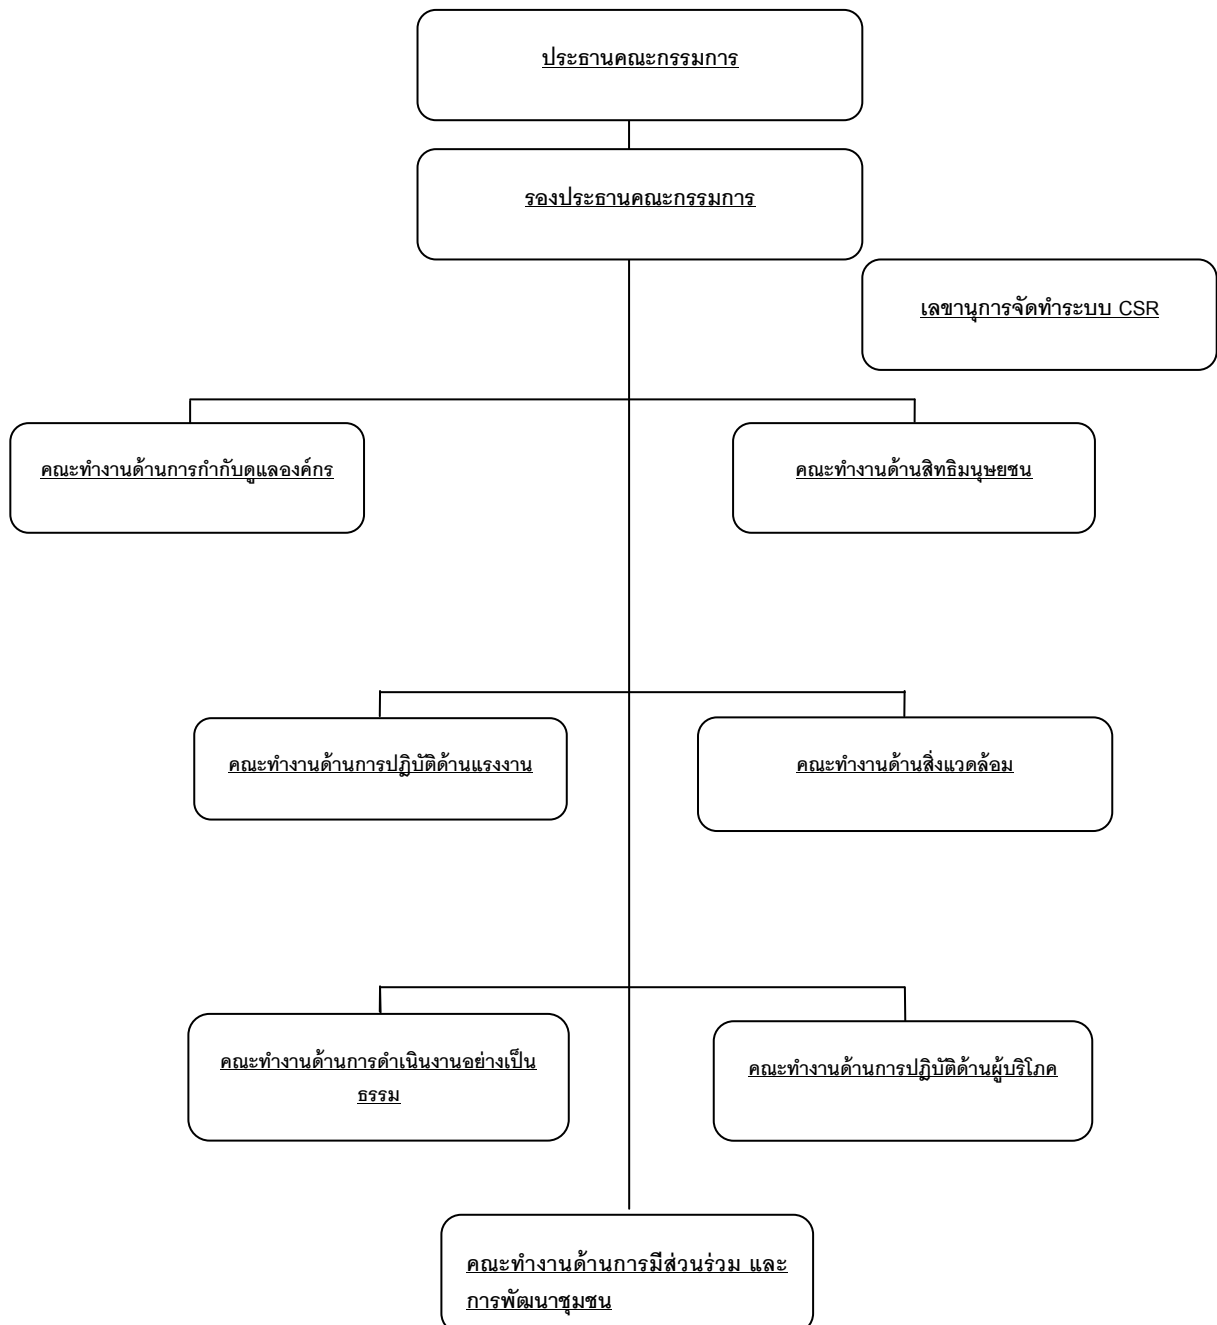 ประธานคณะกรรมการ
รองประธานคณะกรรมการ
เลขานุการจัดทำระบบ CSR
คณะทำงานด้านการกำกับดูแลองค์กร
คณะทำงานด้านสิทธิมนุษยชน
คณะทำงานด้านการปฎิบัติด้านแรงงาน
คณะทำงานด้านสิ่งแวดล้อม
คณะทำงานด้านการดำเนินงานอย่างเป็น
ธรรม
คณะทำงานด้านการปฎิบัติด้านผู้บริโภค
คณะทำงานด้านการมีส่วนร่วม และ
การพัฒนาชุมชน